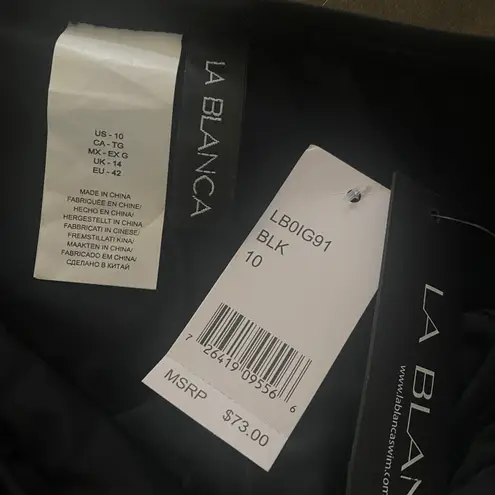 US - 10
CA - TG
MX - EX G
UK - 14
EU - 42
MADE IN CHINA
FABRIQUÉE EN CHINE/
HECHO EN CHINA/
HERGESTELLT IN CHINA/
FABBRICATI IN CINESE/
FREMSTILLATI KINA/
MAAKTEN IN CHINA/
FABRICADO EM CHINA/
СДЕЛАНО В КИТАЙ
LA BLANCA
LB0IG91
BLK
10
7 26419 09556 6
MSRP $73.00
LA BLANCA
www.lablancaswim.com